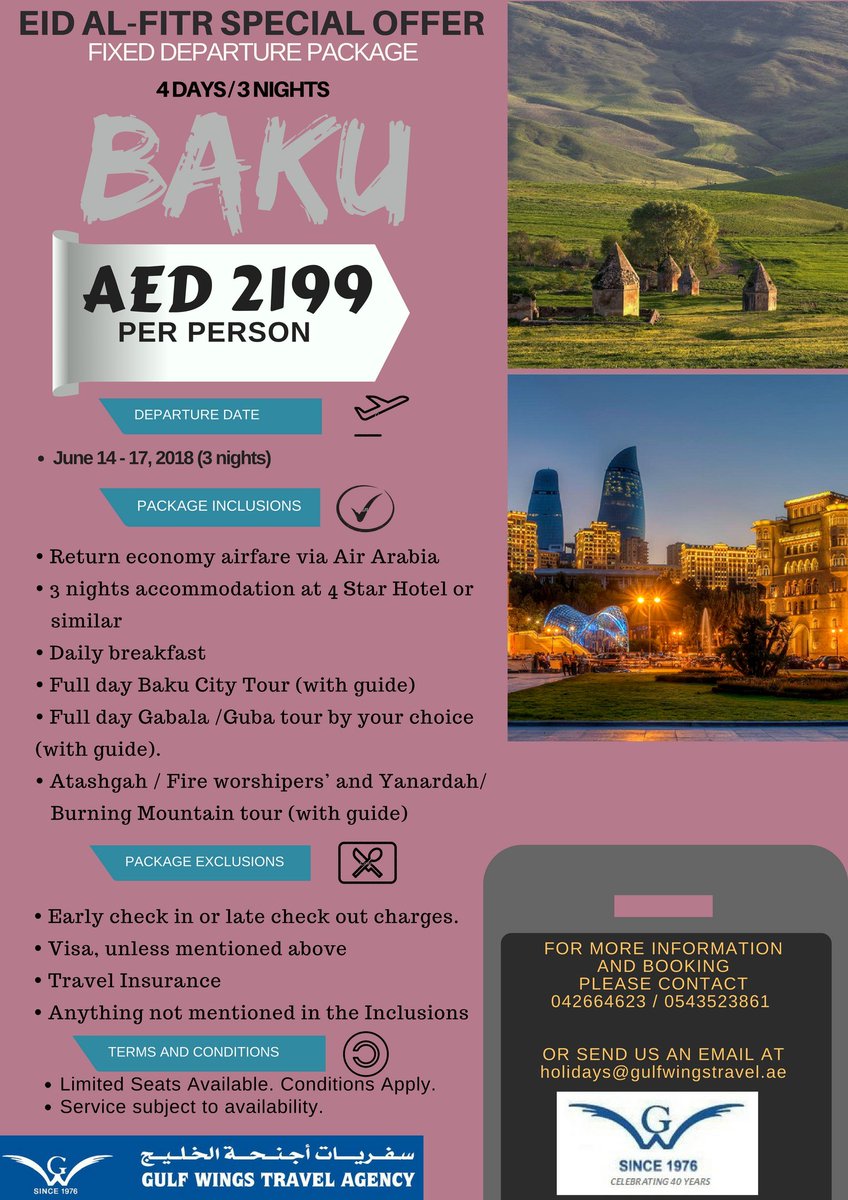 EID AL-FITR SPECIAL OFFER
FIXED DEPARTURE PACKAGE
4 DAYS/ 3 NIGHTS
BAKU
AED 2199
PER PERSON
DEPARTURE DATE
• June 14 - 17, 2018 (3 nights)
PACKAGE INCLUSIONS
• Return economy airfare via Air Arabia
• 3 nights accommodation at 4 Star Hotel or
similar
• Daily breakfast
• Full day Baku City Tour (with guide)
• Full day Gabala /Guba tour by your choice
(with guide).
• Atashgah / Fire worshipers’ and Yanardah/
Burning Mountain tour (with guide)
PACKAGE EXCLUSIONS
• Early check in or late check out charges.
• Visa, unless mentioned above
• Travel Insurance
• Anything not mentioned in the Inclusions
TERMS AND CONDITIONS
• Limited Seats Available. Conditions Apply.
• Service subject to availability.
GW
SINCE 1976
سفريات أجنحة الخليج
GULF WINGS TRAVEL AGENCY
FOR MORE INFORMATION
AND BOOKING
PLEASE CONTACT
042664623 / 0543523861
OR SEND US AN EMAIL AT
holidays@gulfwingstravel.ae
GW
SINCE 1976
CELEBRATING 40 YEARS